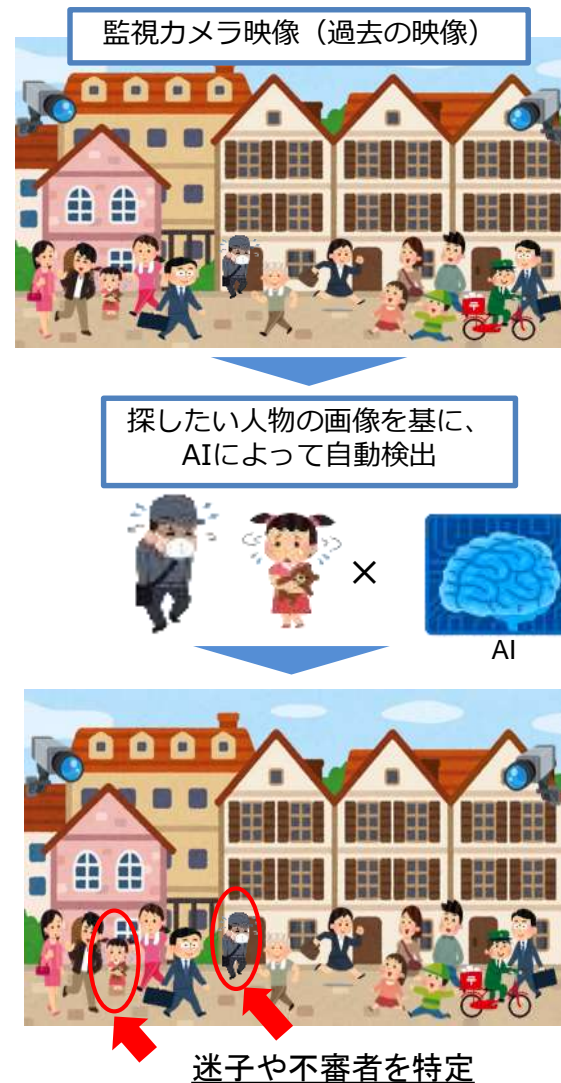 監視カメラ映像（過去の映像）
探したい人物の画像を基に、
AIによって自動検出
×
AI
迷子や不審者を特定